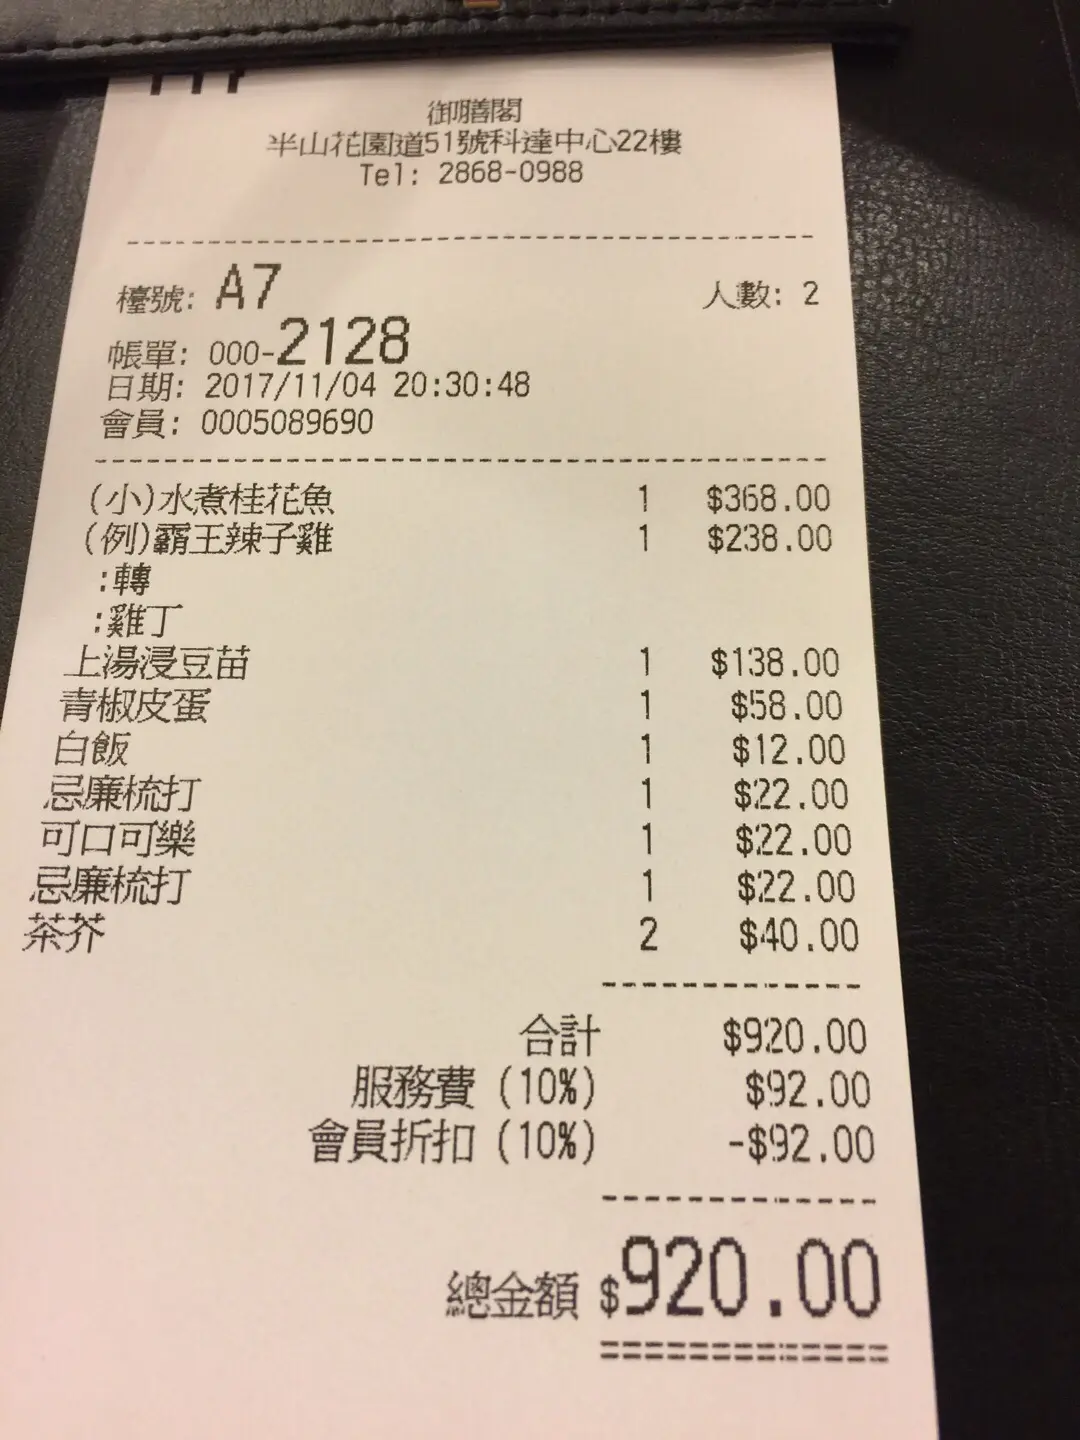 御膳閣
半山花園道51號科達中心22樓
Tel: 2868-0988
檯號: A7 人數: 2
帳單: 000-2128
日期: 2017/11/04 20:30:48
會員: 0005089690
(小)水煮桂花魚 1 $368.00
(例)霸王辣子雞 1 $238.00
:轉
:雞丁
上湯浸豆苗 1 $138.00
青椒皮蛋 1 $58.00
白飯 1 $12.00
忌廉梳打 1 $22.00
可口可樂 1 $22.00
忌廉梳打 1 $22.00
茶芥 2 $40.00
合計 $920.00
服務費 (10%) $92.00
會員折扣 (10%) -$92.00
總金額 $920.00